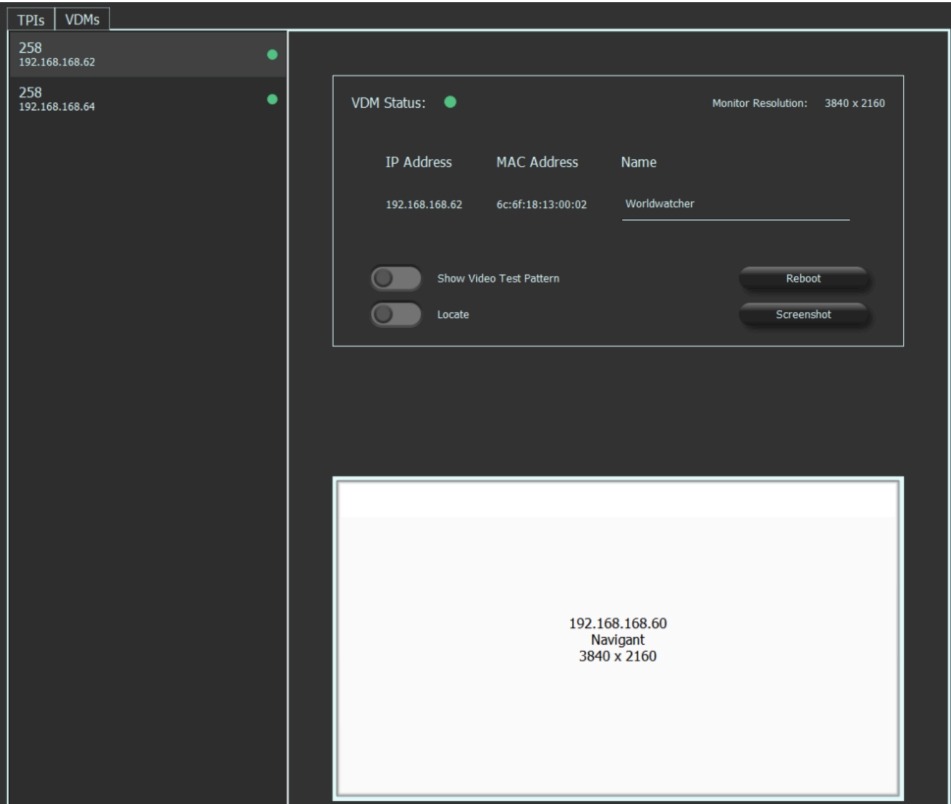 TPIs VDMs
258
192.168.168.62
258
192.168.168.64
VDM Status: Monitor Resolution: 3840 x 2160
IP Address MAC Address Name
192.168.168.62 6c:6f:18:13:00:02 Worldwatcher
Show Video Test Pattern Reboot
Locate Screenshot
192.168.168.60
Navigant
3840 x 2160